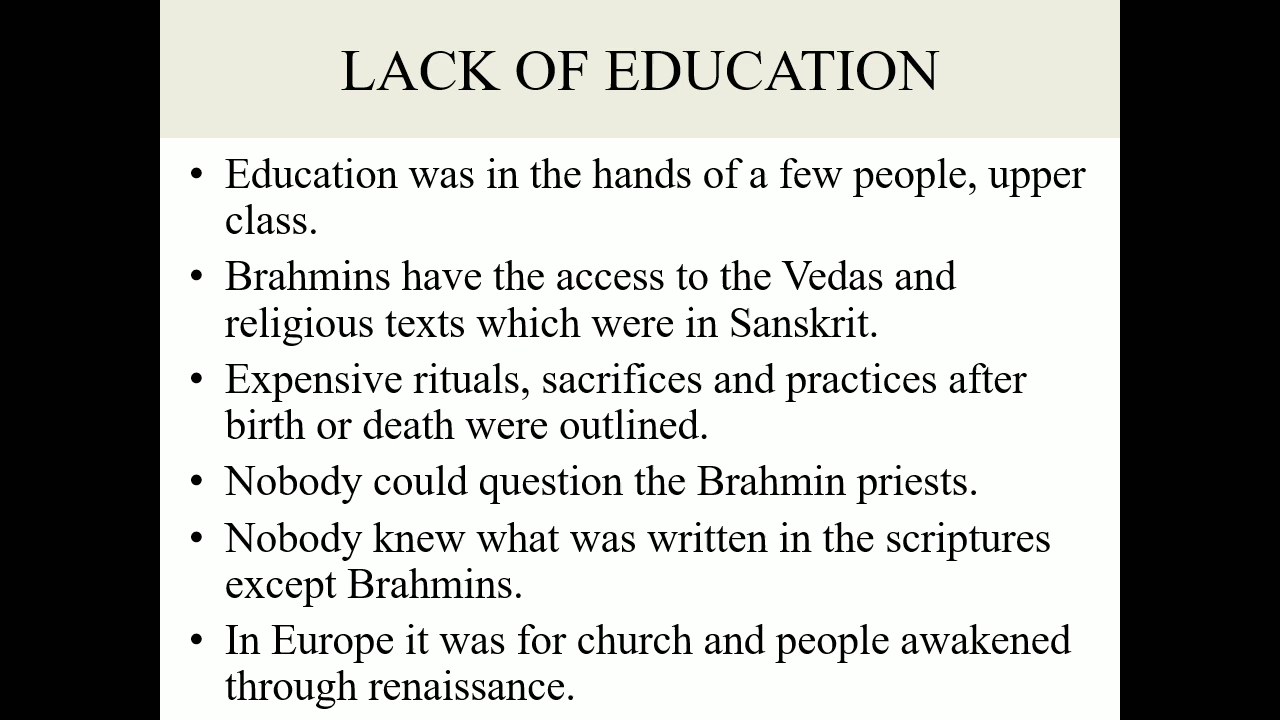 LACK OF EDUCATION
• Education was in the hands of a few people, upper
class.
• Brahmins have the access to the Vedas and
religious texts which were in Sanskrit.
• Expensive rituals, sacrifices and practices after
birth or death were outlined.
• Nobody could question the Brahmin priests.
• Nobody knew what was written in the scriptures
except Brahmins.
• In Europe it was for church and people awakened
through renaissance.